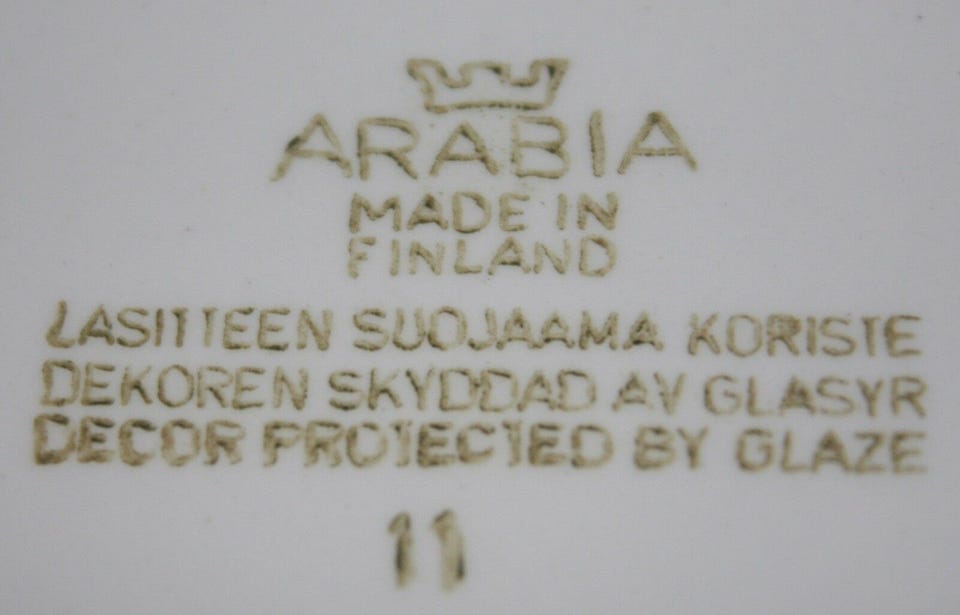 ARABIA
MADE IN
FINLAND
LASITTEEN SUOJAAMA KORISTE
DEKOREN SKYDDAD AV GLASYR
DECOR PROTECTED BY GLAZE
11